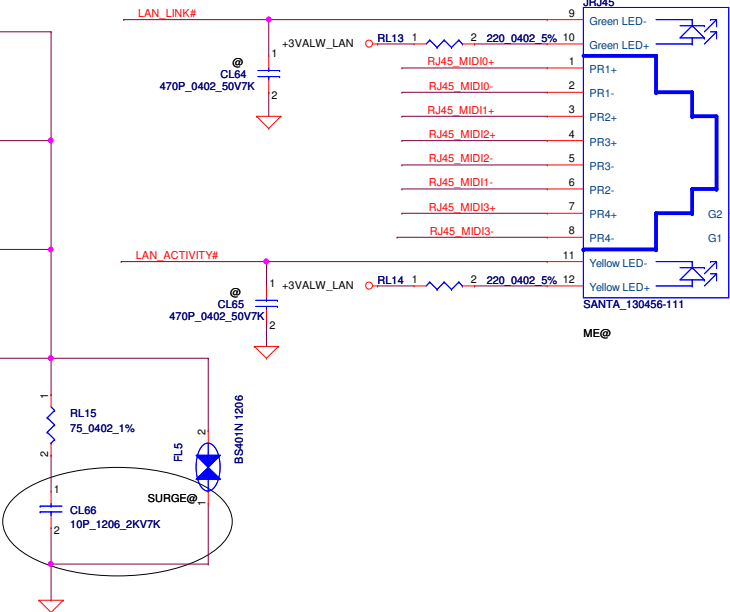 JRJ45
LAN_LINK#
9
Green LED-
+3VALW_LAN
RL13
1
2
220_0402_5%
10
Green LED+
1
@
CL64
470P_0402_50V7K
2
RJ45_MIDI0+
1
PR1+
RJ45_MIDI0-
2
PR1-
RJ45_MIDI1+
3
PR2+
RJ45_MIDI2+
4
PR3+
RJ45_MIDI2-
5
PR3-
RJ45_MIDI1-
6
PR2-
RJ45_MIDI3+
7
PR4+
G2
RJ45_MIDI3-
8
PR4-
G1
LAN_ACTIVITY#
11
Yellow LED-
+3VALW_LAN
RL14
1
2
220_0402_5%
12
Yellow LED+
1
@
CL65
470P_0402_50V7K
2
SANTA_130456-111
ME@
1
RL15
75_0402_1%
2
2
FL5
BS401N 1206
SURGE@
1
1
CL66
10P_1206_2KV7K
2